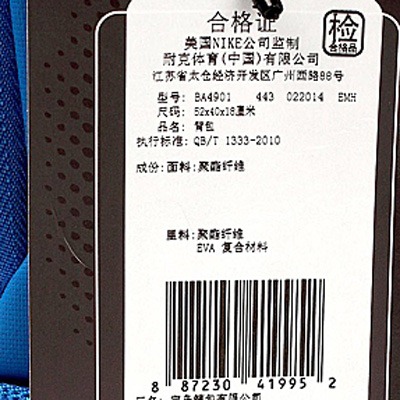 合格证
检
合格品
美国NIKE公司监制
耐克体育(中国)有限公司
江苏省太仓经济开发区广州西路88号
型号: BA4901 443 022014 EMH
尺码: 52x40x18厘米
品名: 背包
执行标准: QB/T 1333-2010
成份: 面料: 聚酯纤维
里料: 聚酯纤维
EVA 复合材料
8 87230 41995 2